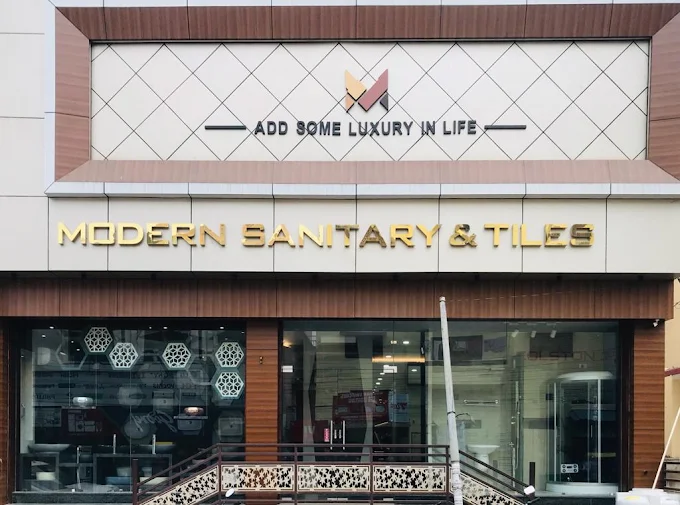 ADD SOME LUXURY IN LIFE
MODERN SANITARY & TILES